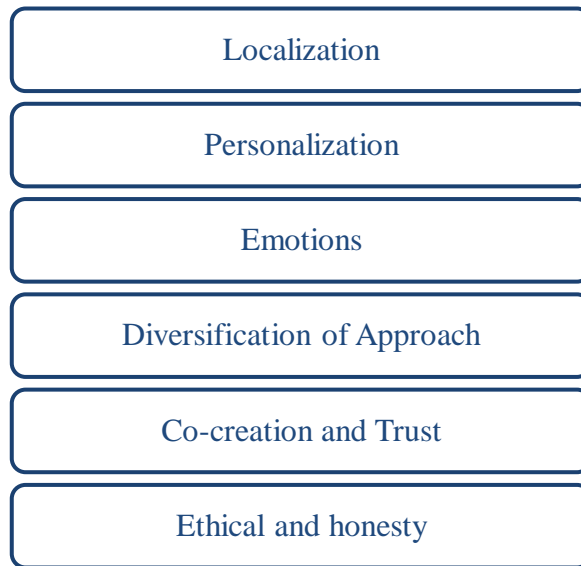 Localization
Personalization
Emotions
Diversification of Approach
Co-creation and Trust
Ethical and honesty